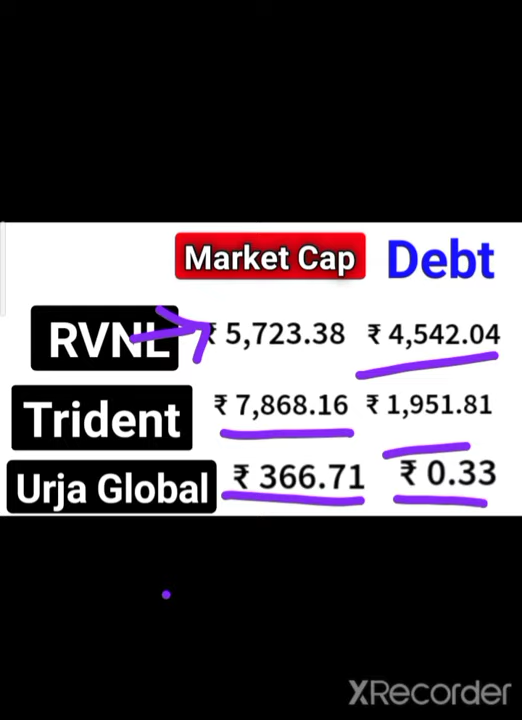 Market Cap Debt
RVNL ₹ 5,723.38 ₹ 4,542.04
Trident ₹ 7,868.16 ₹ 1,951.81
Urja Global ₹ 366.71 ₹ 0.33
XRecorder